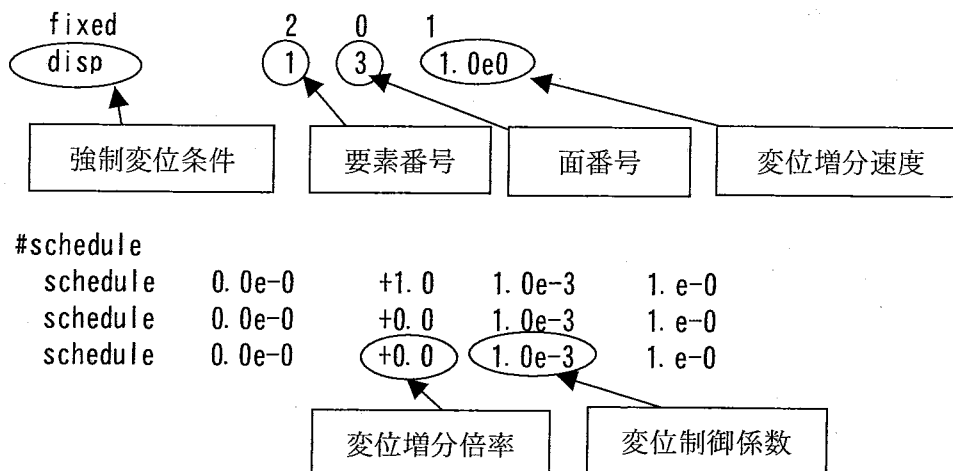 fixed 2 0 1
disp 1 3 1.0e0
強制変位条件 要素番号 面番号 変位増分速度
#schedule
schedule 0.0e-0 +1.0 1.0e-3 1.e-0
schedule 0.0e-0 +0.0 1.0e-3 1.e-0
schedule 0.0e-0 +0.0 1.0e-3 1.e-0
変位増分倍率 変位制御係数